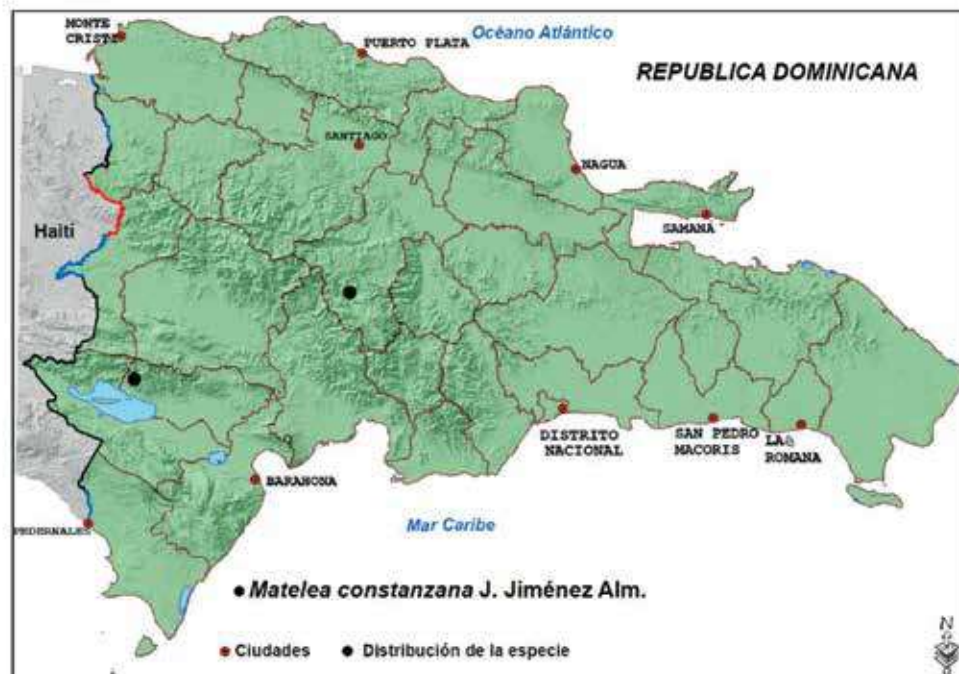 MONTE
CRISTI
PUERTO PLATA
Océano Atlántico
REPUBLICA DOMINICANA
SANTIAGO
NAGUA
SAMANA
Haiti
DISTRITO
NACIONAL
SAN PEDRO
MACORIS
LA
ROMANA
BARAHONA
PEDERNALES
Mar Caribe
Matelea constanzana J. Jiménez Alm.
Ciudades
Distribución de la especie
N